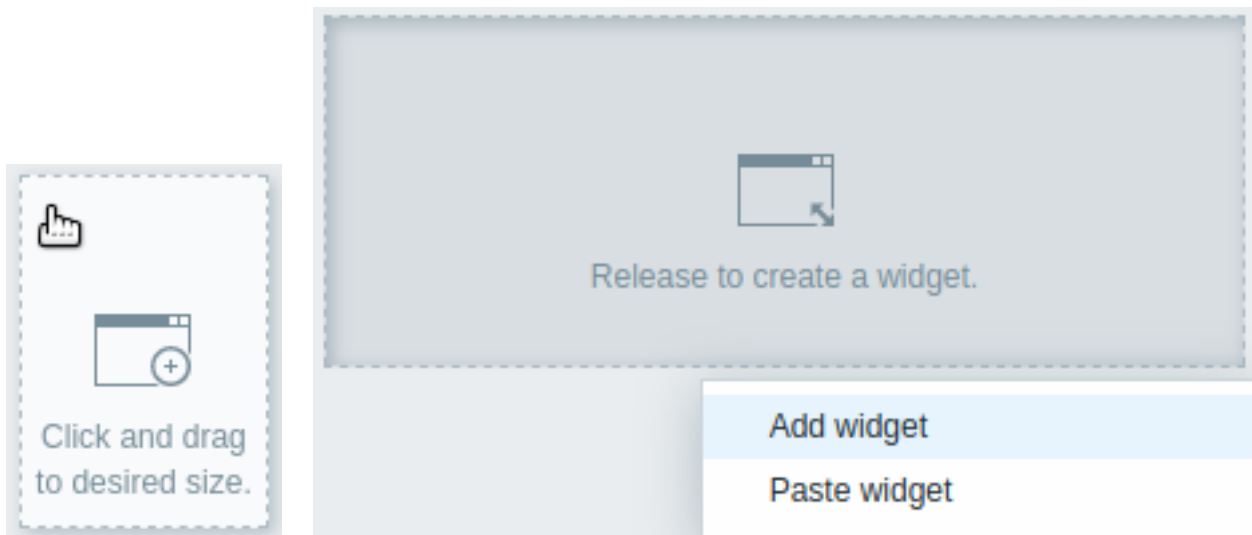 Click and drag
to desired size.
Release to create a widget.
Add widget
Paste widget